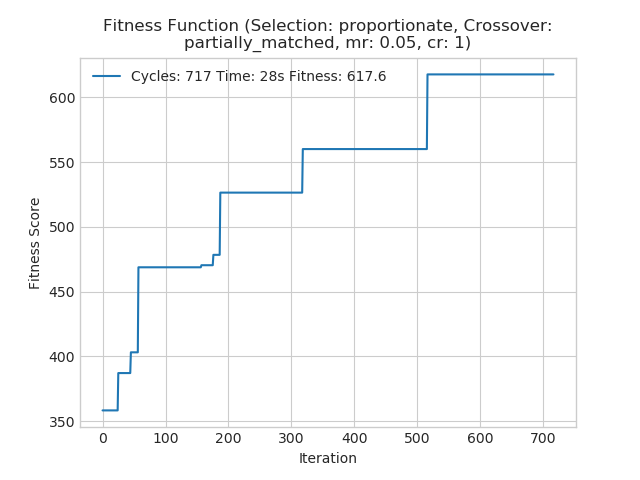 Fitness Function (Selection: proportionate, Crossover:
partially_matched, mr: 0.05, cr: 1)
Cycles: 717 Time: 28s Fitness: 617.6
Fitness Score
600
550
500
450
400
350
0 100 200 300 400 500 600 700
Iteration